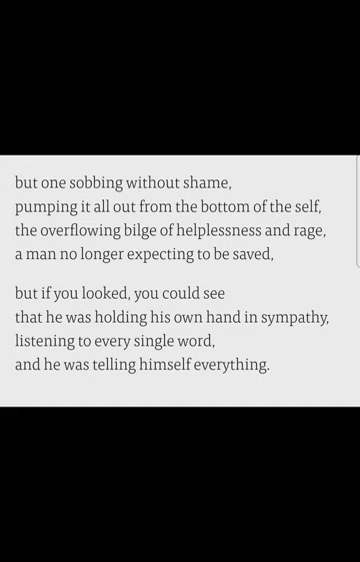 but one sobbing without shame,
pumping it all out from the bottom of the self,
the overflowing bilge of helplessness and rage,
a man no longer expecting to be saved,
but if you looked, you could see
that he was holding his own hand in sympathy,
listening to every single word,
and he was telling himself everything.